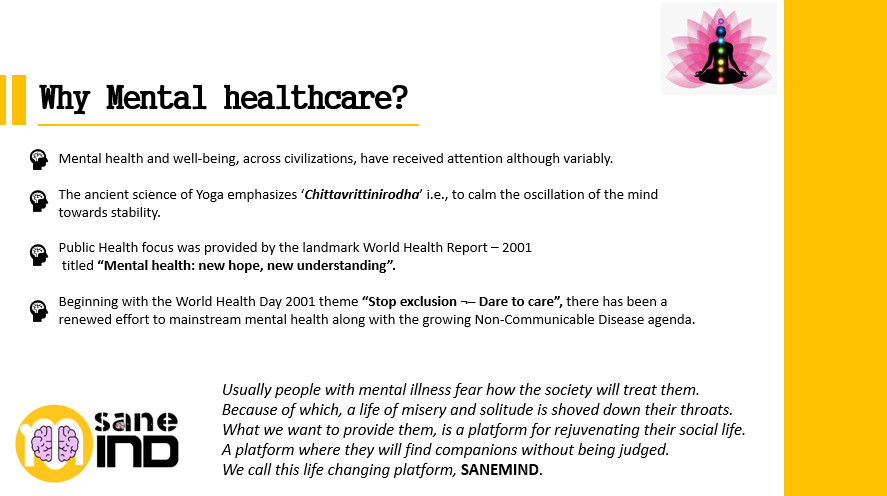 Why Mental healthcare?
Mental health and well-being, across civilizations, have received attention although variably.
The ancient science of Yoga emphasizes ‘Chittavrittinirodha’ i.e., to calm the oscillation of the mind
towards stability.
Public Health focus was provided by the landmark World Health Report – 2001
titled “Mental health: new hope, new understanding”.
Beginning with the World Health Day 2001 theme “Stop exclusion ¬– Dare to care”, there has been a
renewed effort to mainstream mental health along with the growing Non-Communicable Disease agenda.
Usually people with mental illness fear how the society will treat them.
Because of which, a life of misery and solitude is shoved down their throats.
What we want to provide them, is a platform for rejuvenating their social life.
A platform where they will find companions without being judged.
We call this life changing platform, SANEMIND.
m
sane
IND